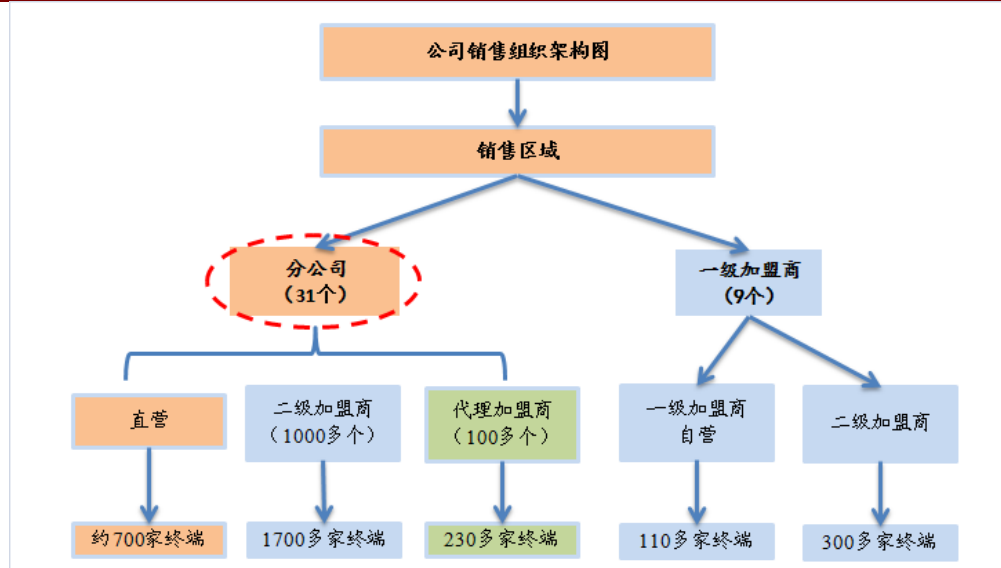 公司销售组织架构图
销售区域
分公司
（31个）
一级加盟商
（9个）
直营
二级加盟商
（1000多个）
代理加盟商
（100多个）
一级加盟商
自营
二级加盟商
约700家终端
1700多家终端
230多家终端
110多家终端
300多家终端